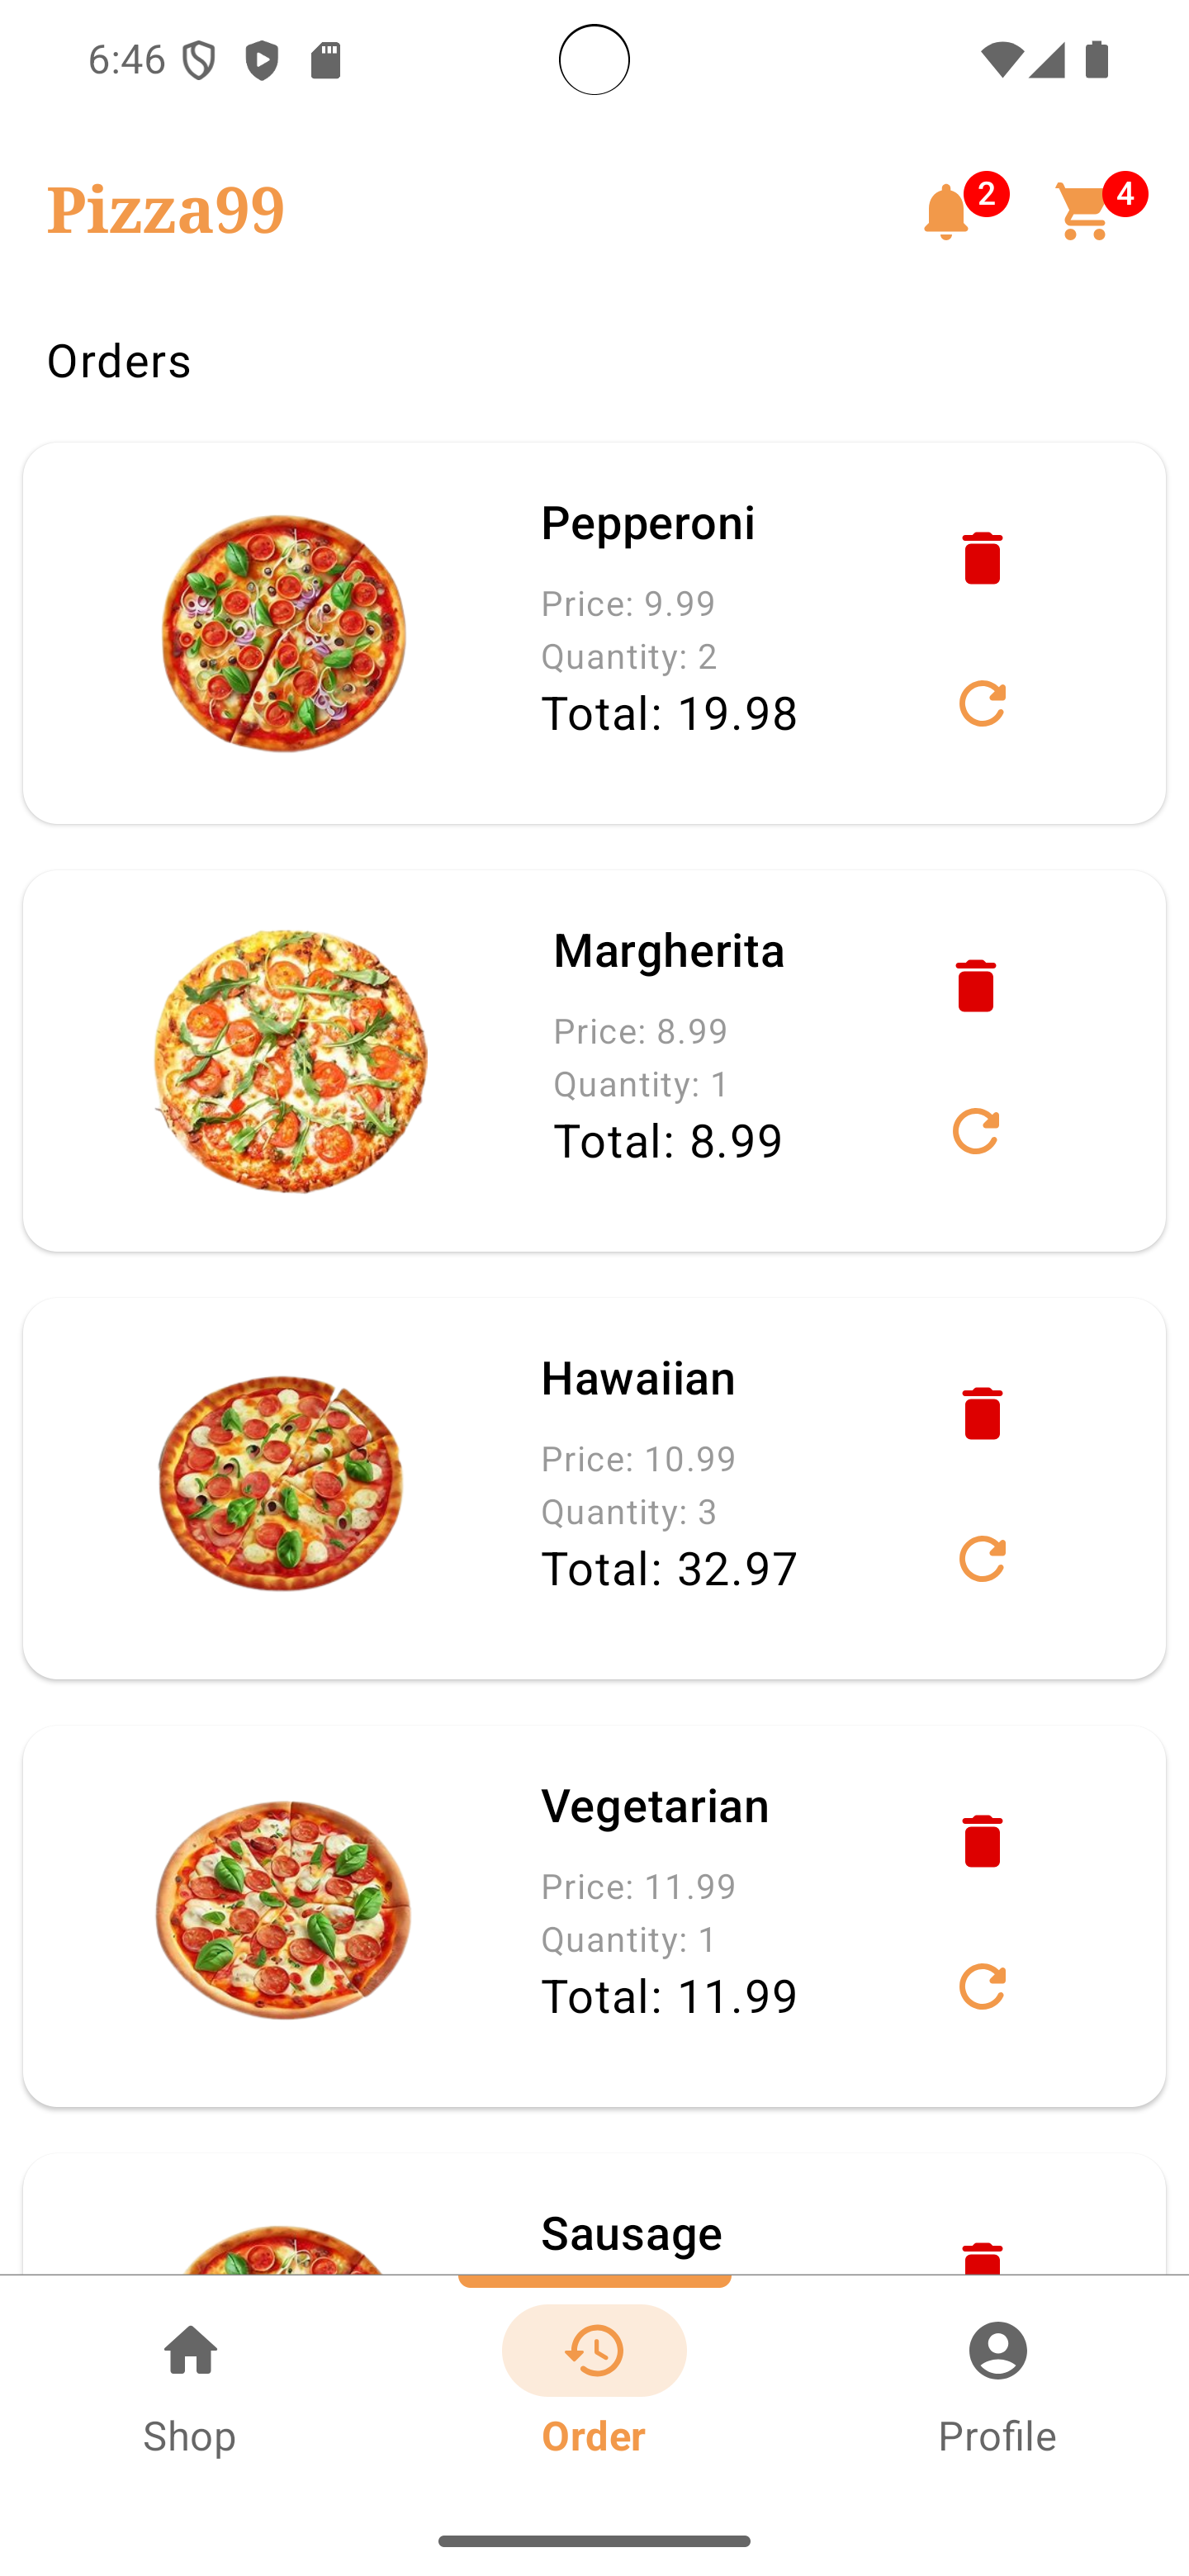 6:46
Pizza99
2
4
Orders
Pepperoni
Price: 9.99
Quantity: 2
Total: 19.98
Margherita
Price: 8.99
Quantity: 1
Total: 8.99
Hawaiian
Price: 10.99
Quantity: 3
Total: 32.97
Vegetarian
Price: 11.99
Quantity: 1
Total: 11.99
Sausage
Shop
Order
Profile